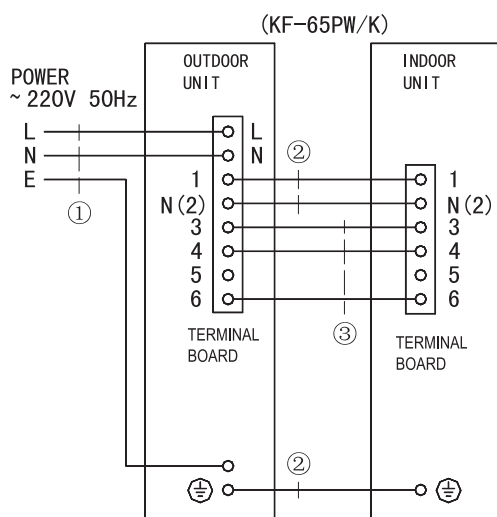 (KF-65PW/K)
OUTDOOR
UNIT
INDOOR
UNIT
POWER
~ 220V 50Hz
L
N
E
①
L
N
1
N(2)
3
4
5
6
②
③
1
N(2)
3
4
5
6
TERMINAL
BOARD
TERMINAL
BOARD
②